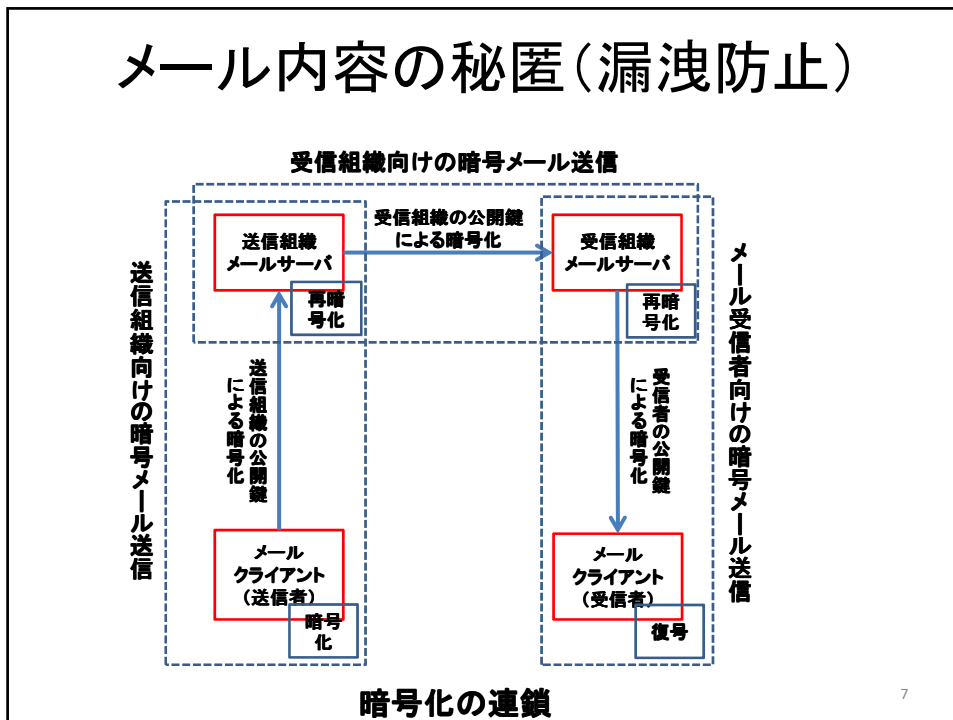 メール内容の秘匿(漏洩防止)
受信組織向けの暗号メール送信
送信組織
メールサーバ
再暗
号化
受信組織の公開鍵
による暗号化
受信組織
メールサーバ
再暗
号化
送信組織向けの暗号メール送信
送信組織の公開鍵
による暗号化
受信者の公開鍵
による暗号化
メール受信者向けの暗号メール送信
メール
クライアント
(送信者)
暗号
化
メール
クライアント
(受信者)
復号
暗号化の連鎖
7